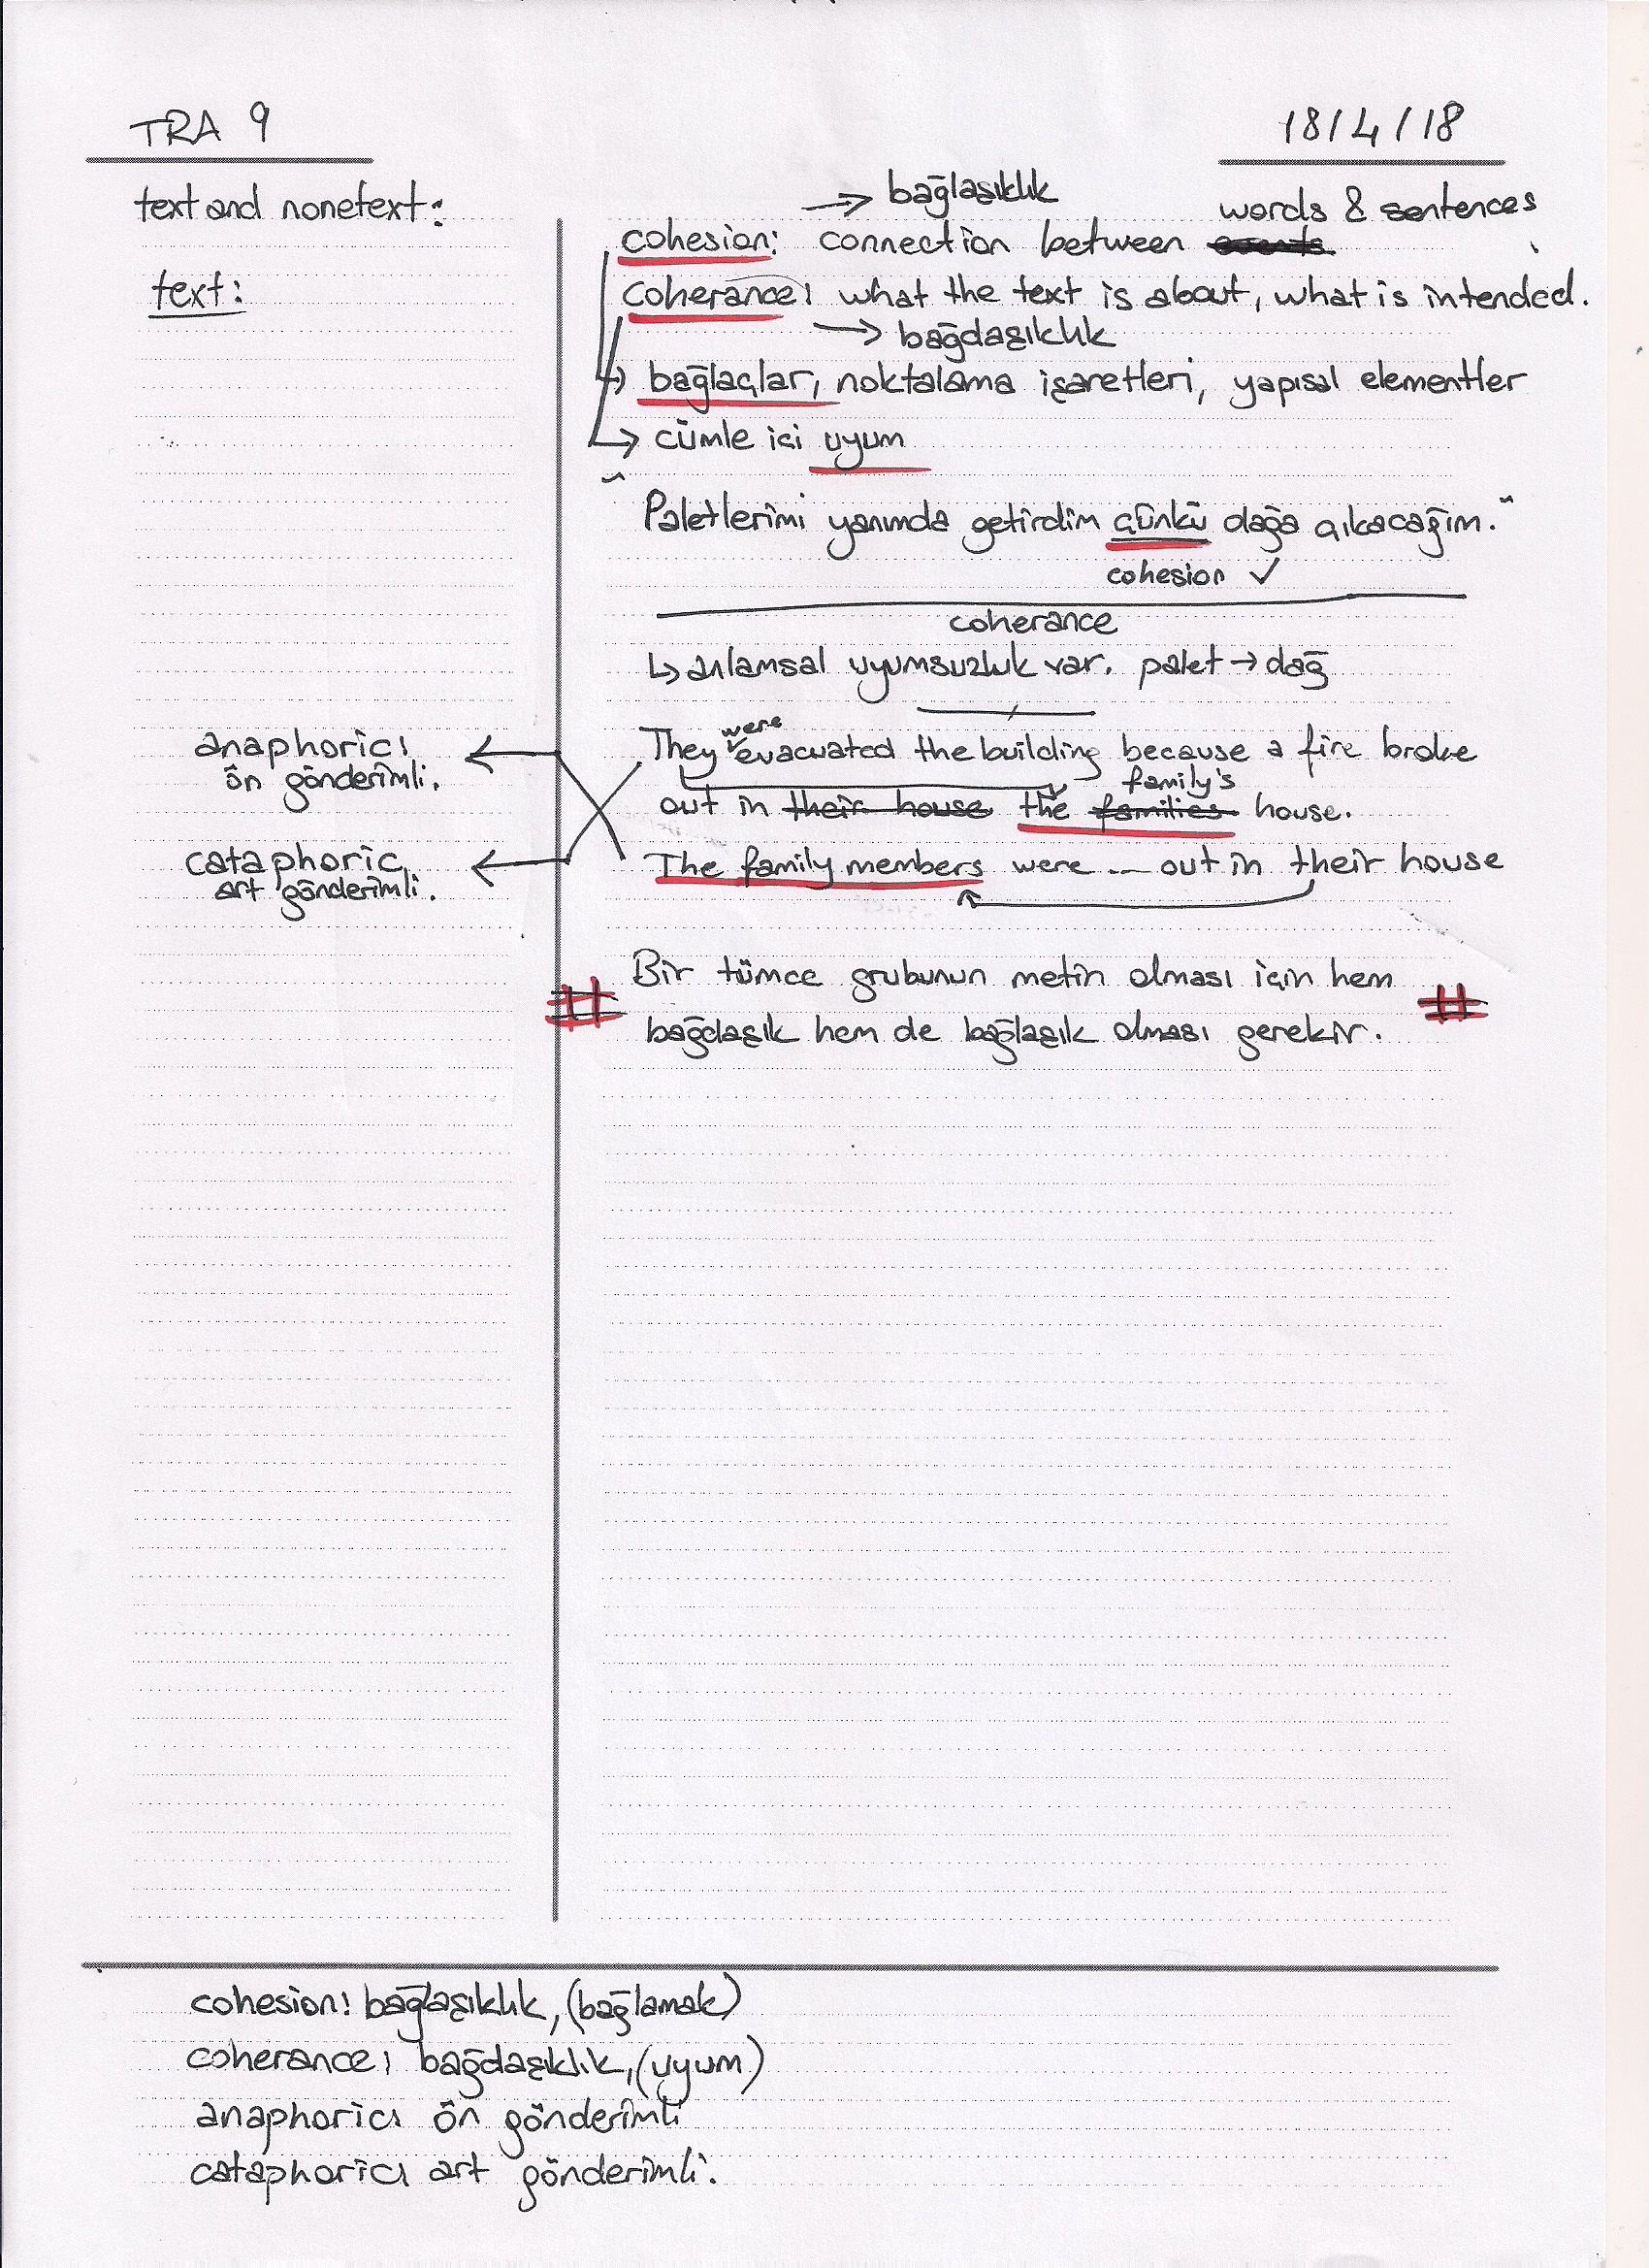 TRA 9
18/4/18
text and nonetext:
text:
→ bağlaşıklık
words & sentences
cohesion: connection between events
coherance: what the text is about, what is intended.
→ bağdaşıklık
↳ bağlaçlar, noktalama işaretleri, yapısal elementler
↳ cümle içi uyum
"Paletlerimi yanımda getirdim çünkü dağa çıkacağım."
cohesion ✓
coherance
↳ anlamsal uyumsuzluk var. palet → dağ
were
They evacuated the building because a fire broke
family's
out in their house the families house.
The family members were ... out in their house
anaphoric:
ön gönderimli.
cataphoric:
art gönderimli.
# Bir tümce grubunun metin olması için hem #
bağdaşık hem de bağlaşık olması gerekir.
cohesion: bağlaşıklık, (bağlamak)
coherance: bağdaşıklık, (uyum)
anaphoric: ön gönderimli
cataphoric: art gönderimli.